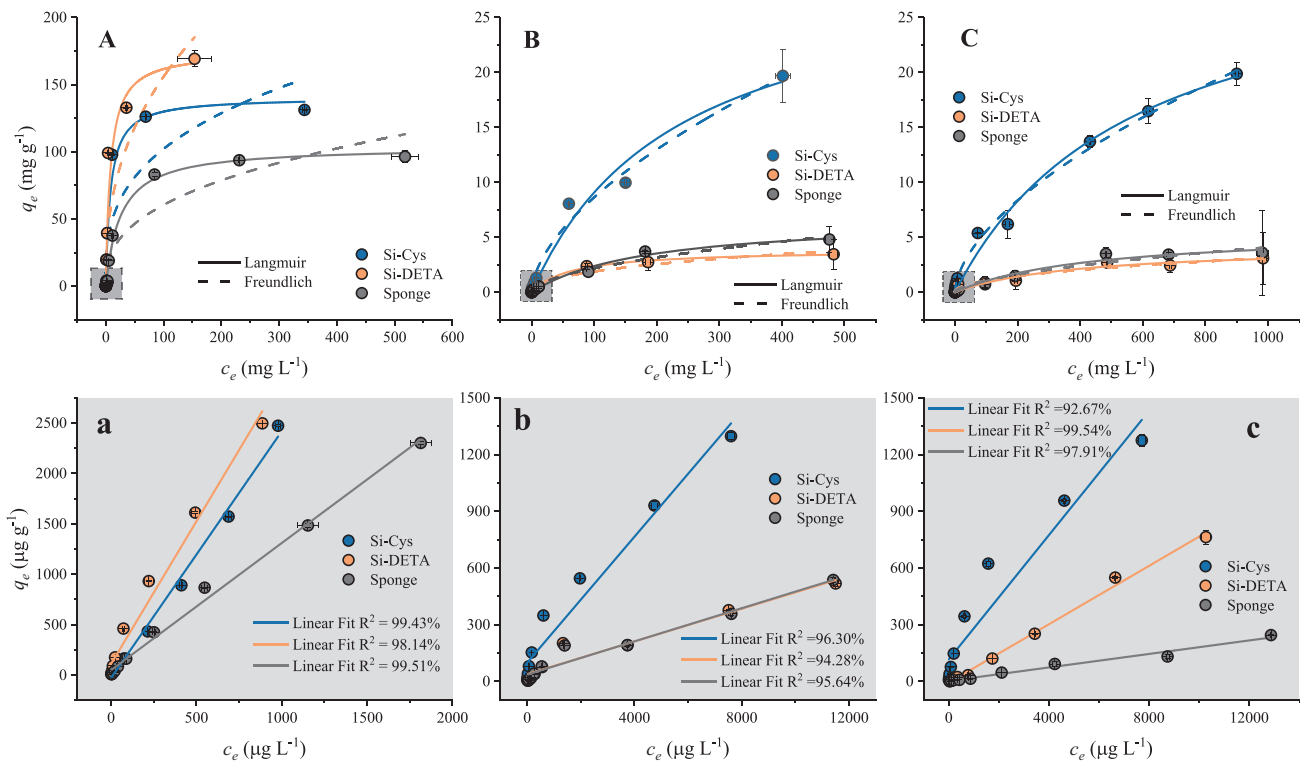 A
200
150
100
50
0
q_e (mg g⁻¹)
Si-Cys
Si-DETA
Sponge
Langmuir
Freundlich
0 100 200 300 400 500 600
c_e (mg L⁻¹)
B
25
20
15
10
5
0
Si-Cys
Si-DETA
Sponge
Langmuir
Freundlich
0 100 200 300 400 500
c_e (mg L⁻¹)
C
25
20
15
10
5
0
Si-Cys
Si-DETA
Sponge
Langmuir
Freundlich
0 200 400 600 800 1000
c_e (mg L⁻¹)
a
2500
2000
1500
1000
500
0
q_e (μg g⁻¹)
Si-Cys
Si-DETA
Sponge
Linear Fit R² = 99.43%
Linear Fit R² = 98.14%
Linear Fit R² = 99.51%
0 500 1000 1500 2000
c_e (μg L⁻¹)
b
1500
1200
900
600
300
0
Si-Cys
Si-DETA
Sponge
Linear Fit R² =96.30%
Linear Fit R² =94.28%
Linear Fit R² =95.64%
0 4000 8000 12000
c_e (μg L⁻¹)
c
1500
1200
900
600
300
0
Linear Fit R² =92.67%
Linear Fit R² =99.54%
Linear Fit R² =97.91%
Si-Cys
Si-DETA
Sponge
0 4000 8000 12000
c_e (μg L⁻¹)